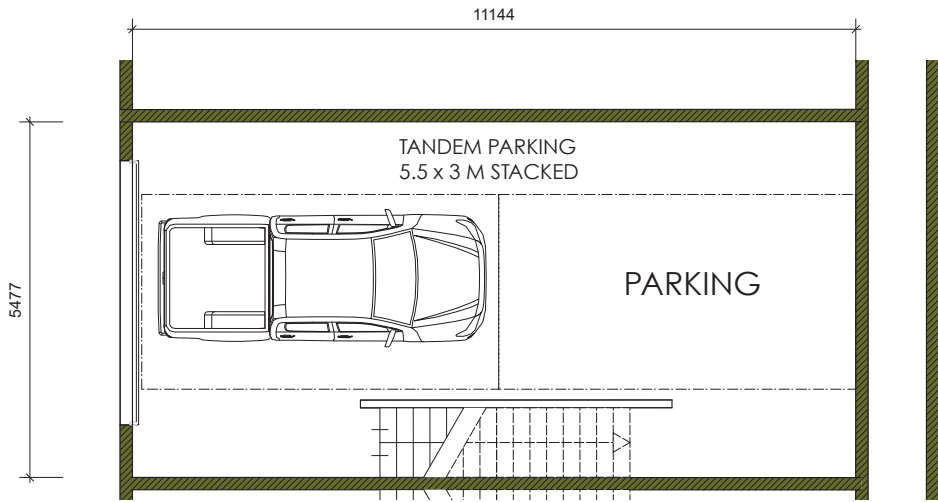 11144
TANDEM PARKING
5.5 x 3 M STACKED
PARKING
5477